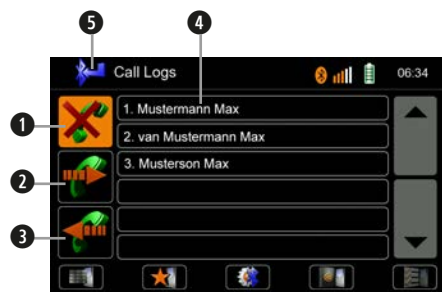 5 4
Call Logs 06:34
1 1. Mustermann Max
2. van Mustermann Max
2 3. Musterson Max
3